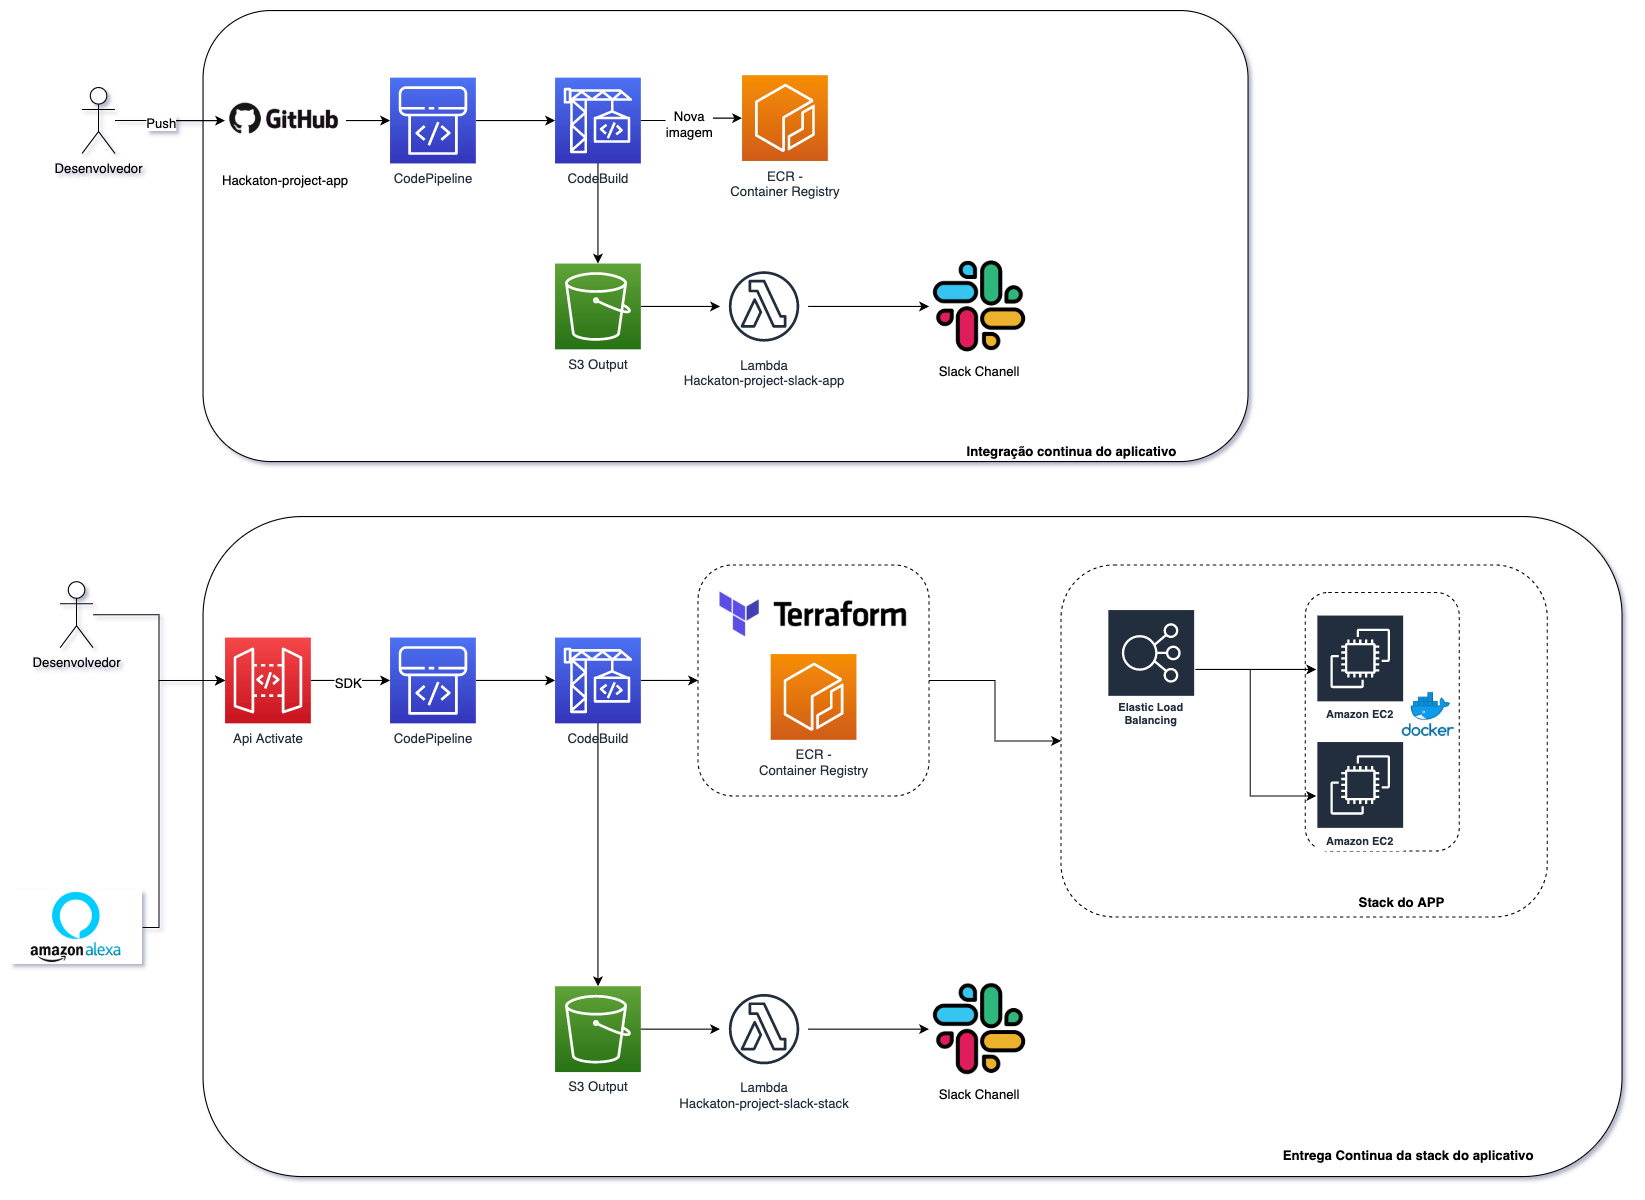 Desenvolvedor
Push
GitHub
Hackaton-project-app
CodePipeline
CodeBuild
Nova
imagem
ECR -
Container Registry
S3 Output
Lambda
Hackaton-project-slack-app
Slack Chanell
Integração continua do aplicativo
Desenvolvedor
amazon alexa
Api Activate
SDK
CodePipeline
CodeBuild
Terraform
ECR -
Container Registry
Elastic Load
Balancing
Amazon EC2
docker
Amazon EC2
Stack do APP
S3 Output
Lambda
Hackaton-project-slack-stack
Slack Chanell
Entrega Continua da stack do aplicativo